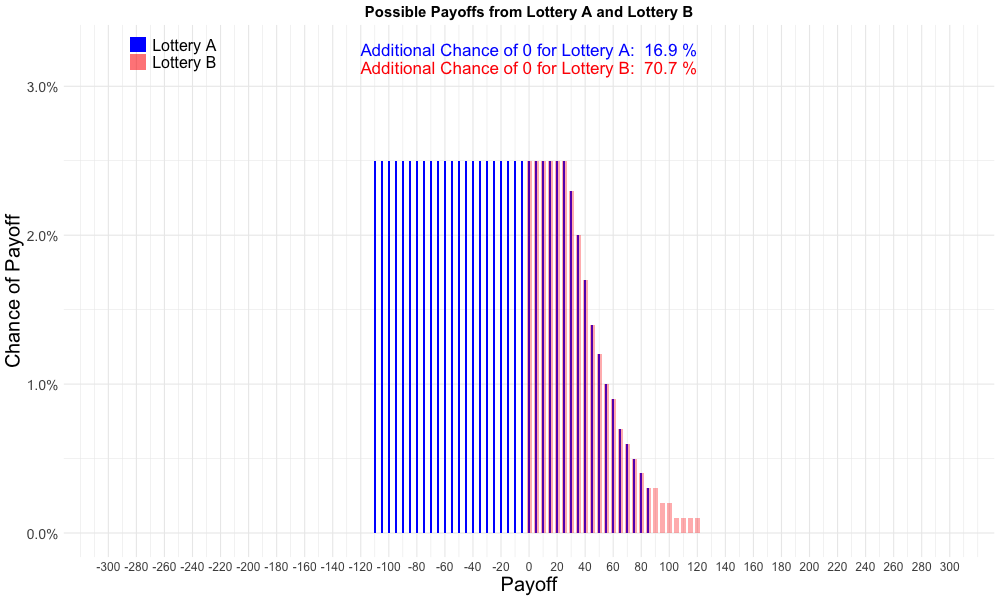 Possible Payoffs from Lottery A and Lottery B
Lottery A
Lottery B
Additional Chance of 0 for Lottery A: 16.9 %
Additional Chance of 0 for Lottery B: 70.7 %
Chance of Payoff
3.0%
2.0%
1.0%
0.0%
-300 -280 -260 -240 -220 -200 -180 -160 -140 -120 -100 -80 -60 -40 -20 0 20 40 60 80 100 120 140 160 180 200 220 240 260 280 300
Payoff